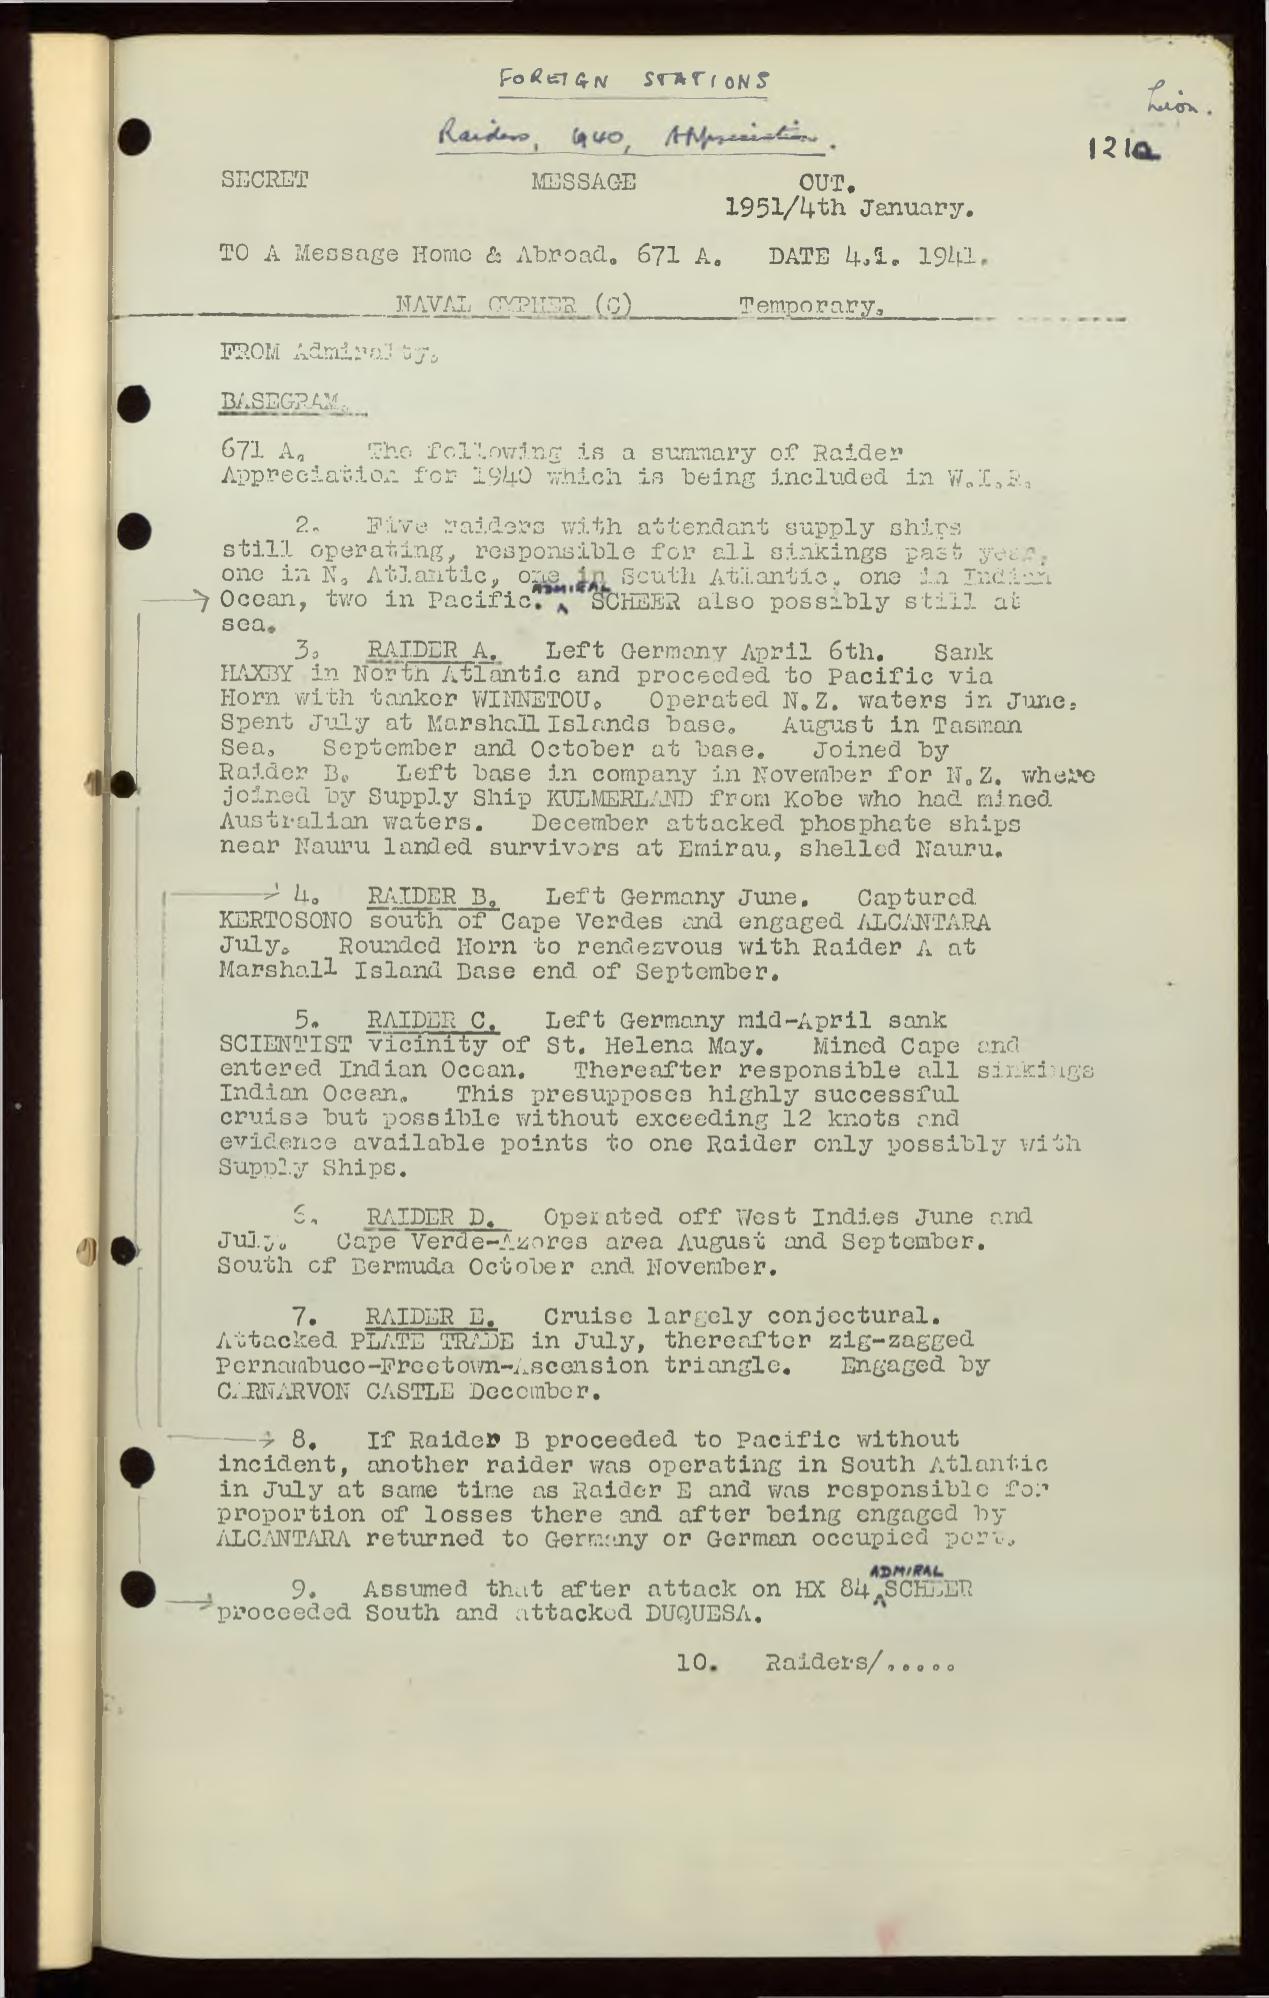 FOREIGN STATIONS
Raiders, 1940, Appreciation.
121a
SECRET MESSAGE OUT.
1951/4th January.
TO A Message Home & Abroad. 671 A. DATE 4.1. 1941.
NAVAL CYPHER (C) Temporary.
FROM Admiralty.
BASEGRAM.
671 A. The following is a summary of Raider
Appreciation for 1940 which is being included in W.I.R.
2. Five raiders with attendant supply ships
still operating, responsible for all sinkings past year,
one in N. Atlantic, one in South Atlantic, one in Indian
Ocean, two in Pacific. ADMIRAL SCHEER also possibly still at
sea.
3. RAIDER A. Left Germany April 6th. Sank
HAXBY in North Atlantic and proceeded to Pacific via
Horn with tanker WINNETOU. Operated N.Z. waters in June.
Spent July at Marshall Islands base. August in Tasman
Sea. September and October at base. Joined by
Raider B. Left base in company in November for N.Z. where
joined by Supply Ship KULMERLAND from Kobe who had mined
Australian waters. December attacked phosphate ships
near Nauru landed survivors at Emirau, shelled Nauru.
4. RAIDER B. Left Germany June. Captured
KERTOSONO south of Cape Verdes and engaged ALCANTARA
July. Rounded Horn to rendezvous with Raider A at
Marshall Island Base end of September.
5. RAIDER C. Left Germany mid-April sank
SCIENTIST vicinity of St. Helena May. Mined Cape and
entered Indian Ocean. Thereafter responsible all sinkings
Indian Ocean. This presupposes highly successful
cruise but possible without exceeding 12 knots and
evidence available points to one Raider only possibly with
Supply Ships.
6. RAIDER D. Operated off West Indies June and
July. Cape Verde-Azores area August and September.
South of Bermuda October and November.
7. RAIDER E. Cruise largely conjectural.
Attacked PLATE TRADE in July, thereafter zig-zagged
Pernambuco-Freetown-Ascension triangle. Engaged by
CARNARVON CASTLE December.
8. If Raider B proceeded to Pacific without
incident, another raider was operating in South Atlantic
in July at same time as Raider E and was responsible for
proportion of losses there and after being engaged by
ALCANTARA returned to Germany or German occupied port.
9. Assumed that after attack on HX 84 ADMIRAL SCHEER
proceeded South and attacked DUQUESA.
10. Raiders/.....